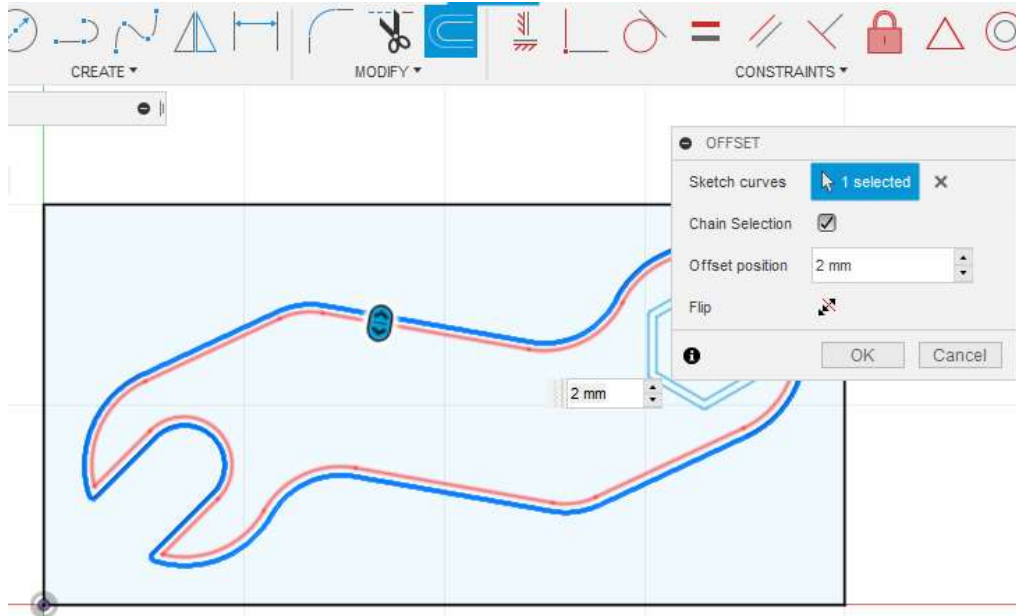 CREATE ▾
MODIFY ▾
CONSTRAINTS ▾
OFFSET
Sketch curves
1 selected
Chain Selection
Offset position
2 mm
Flip
OK
Cancel
2 mm